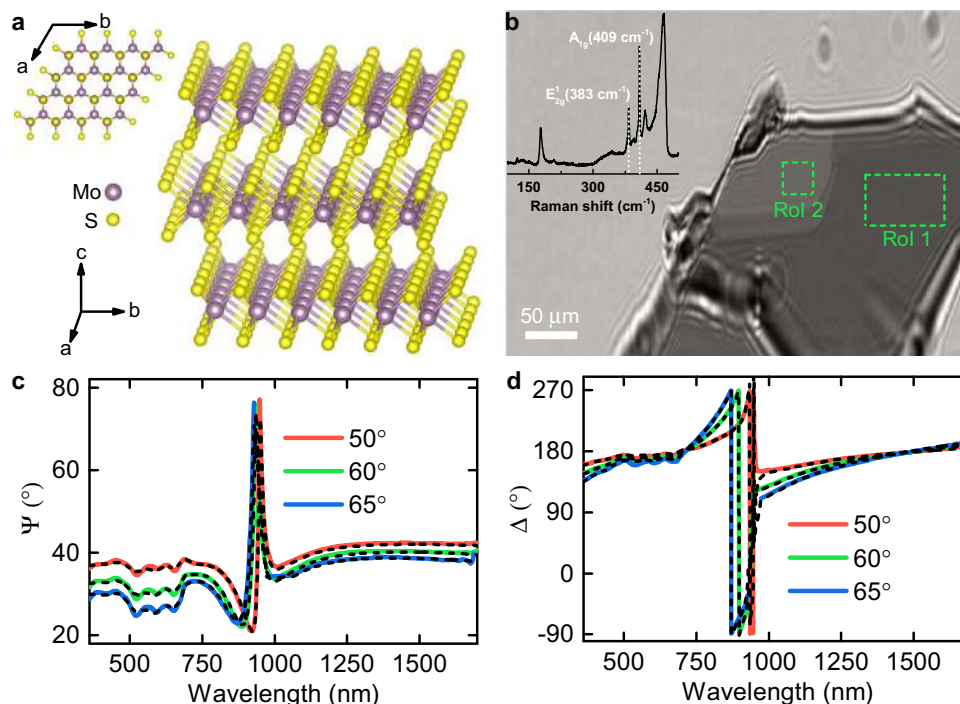 a
b
a
Mo
S
c
b
a
b
A₁g(409 cm⁻¹)
E¹₂g(383 cm⁻¹)
150 300 450
Raman shift (cm⁻¹)
RoI 2
RoI 1
50 μm
c
80
60
40
20
Ψ (°)
50°
60°
65°
500 750 1000 1250 1500
Wavelength (nm)
d
270
180
90
0
-90
Δ (°)
50°
60°
65°
500 750 1000 1250 1500
Wavelength (nm)